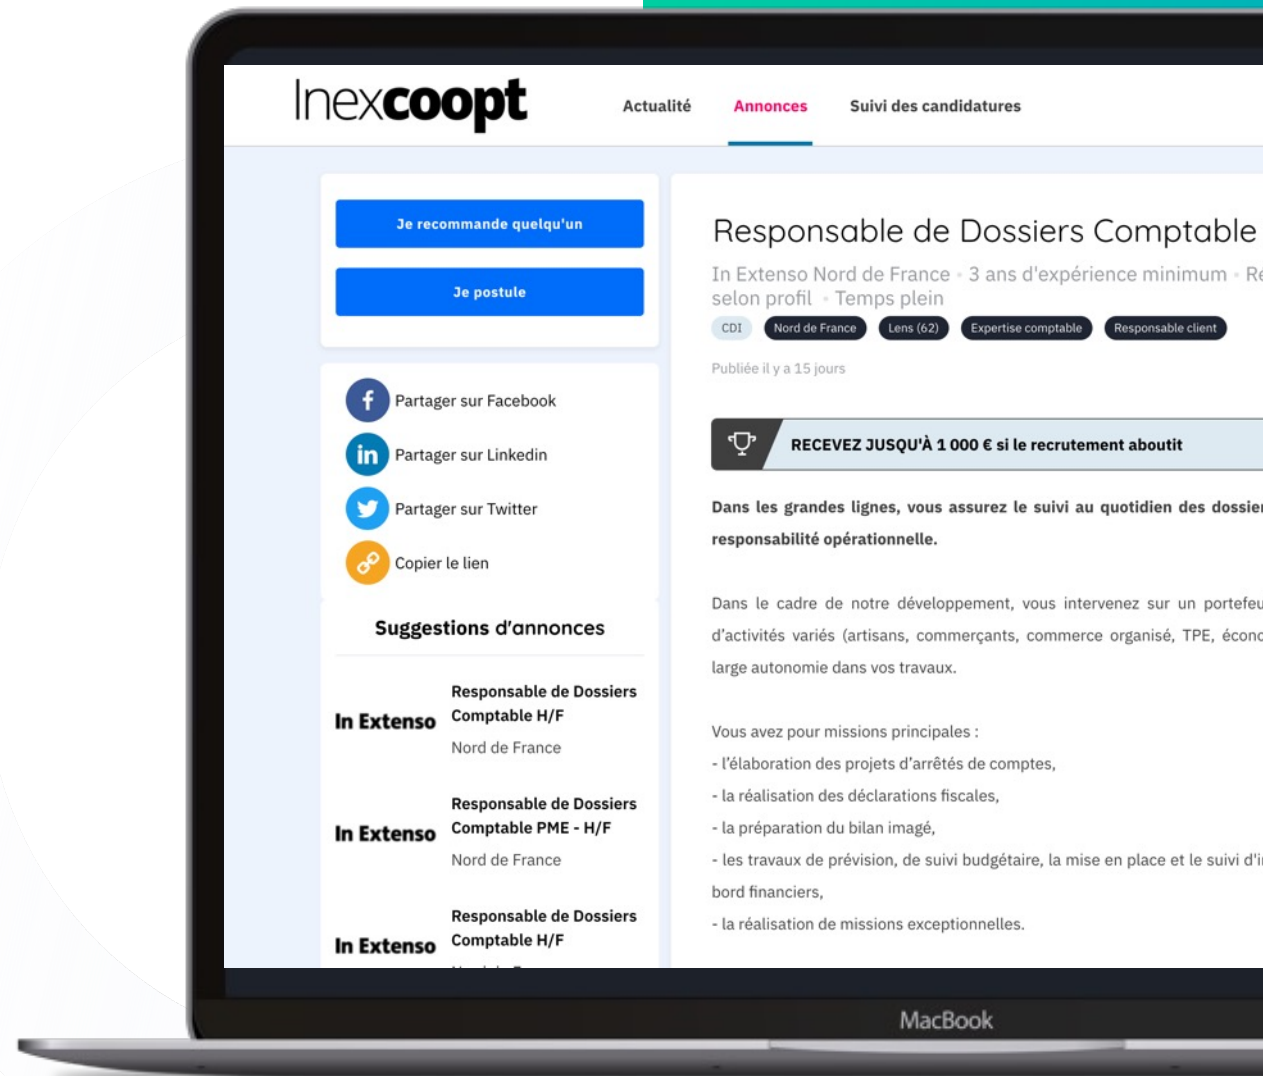 Inexcoopt
Actualité
Annonces
Suivi des candidatures
Je recommande quelqu'un
Je postule
Partager sur Facebook
Partager sur Linkedin
Partager sur Twitter
Copier le lien
Suggestions d'annonces
In Extenso
Responsable de Dossiers
Comptable H/F
Nord de France
In Extenso
Responsable de Dossiers
Comptable PME - H/F
Nord de France
In Extenso
Responsable de Dossiers
Comptable H/F
Responsable de Dossiers Comptable
In Extenso Nord de France • 3 ans d'expérience minimum •
selon profil • Temps plein
CDI
Nord de France
Lens (62)
Expertise comptable
Responsable client
Publiée il y a 15 jours
RECEVEZ JUSQU'À 1 000 € si le recrutement aboutit
Dans les grandes lignes, vous assurez le suivi au quotidien des
responsabilité opérationnelle.
Dans le cadre de notre développement, vous intervenez sur un
d’activités variés (artisans, commerçants, commerce organisé, TPE,
large autonomie dans vos travaux.
Vous avez pour missions principales :
- l’élaboration des projets d’arrêtés de comptes,
- la réalisation des déclarations fiscales,
- la préparation du bilan imagé,
- les travaux de prévision, de suivi budgétaire, la mise en place et le suivi
bord financiers,
- la réalisation de missions exceptionnelles.
MacBook